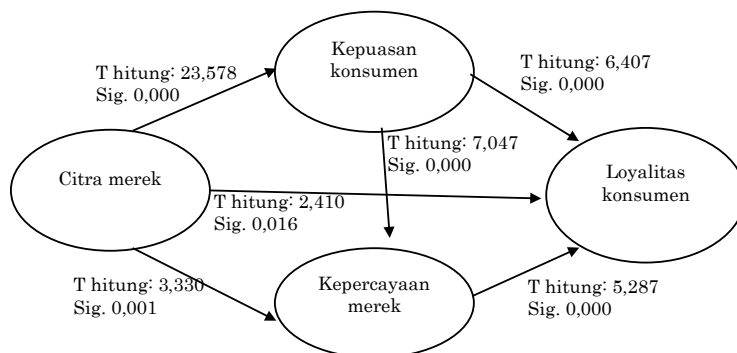 T hitung: 23,578
Sig. 0,000
Kepuasan
konsumen
T hitung: 6,407
Sig. 0,000
T hitung: 7,047
Sig. 0,000
Citra merek
Loyalitas
konsumen
T hitung: 2,410
Sig. 0,016
T hitung: 3,330
Sig. 0,001
Kepercayaan
merek
T hitung: 5,287
Sig. 0,000